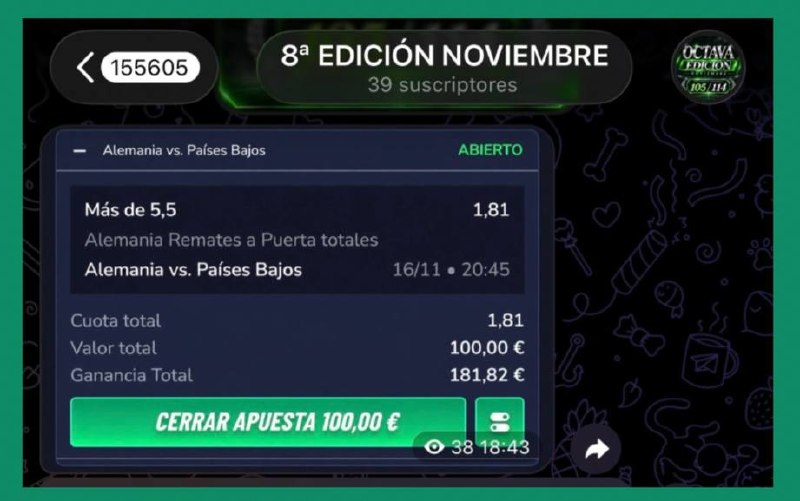 155605
8ª EDICIÓN NOVIEMBRE
39 suscriptores
OCTAVA
EDICION
NOVIEMBRE
105/114
Alemania vs. Países Bajos ABIERTO
Más de 5,5 1,81
Alemania Remates a Puerta totales
Alemania vs. Países Bajos 16/11 • 20:45
Cuota total 1,81
Valor total 100,00 €
Ganancia Total 181,82 €
CERRAR APUESTA 100,00 €
38 18:43